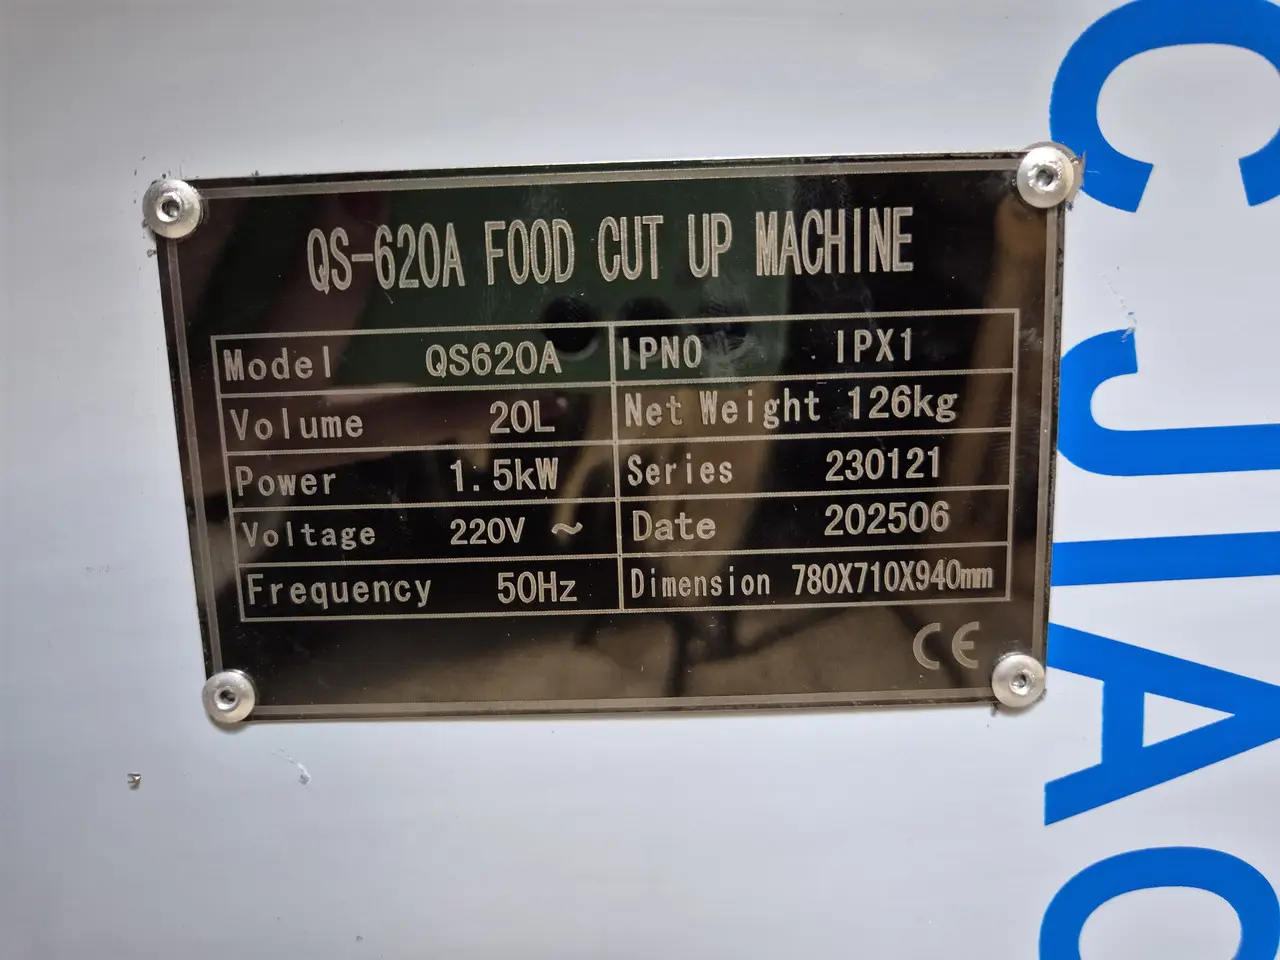 QS-620A FOOD CUT UP MACHINE
Model QS620A IPNO IPX1
Volume 20L Net Weight 126kg
Power 1.5kW Series 230121
Voltage 220V ~ Date 202506
Frequency 50Hz Dimension 780X710X940mm
CE
CJIAO